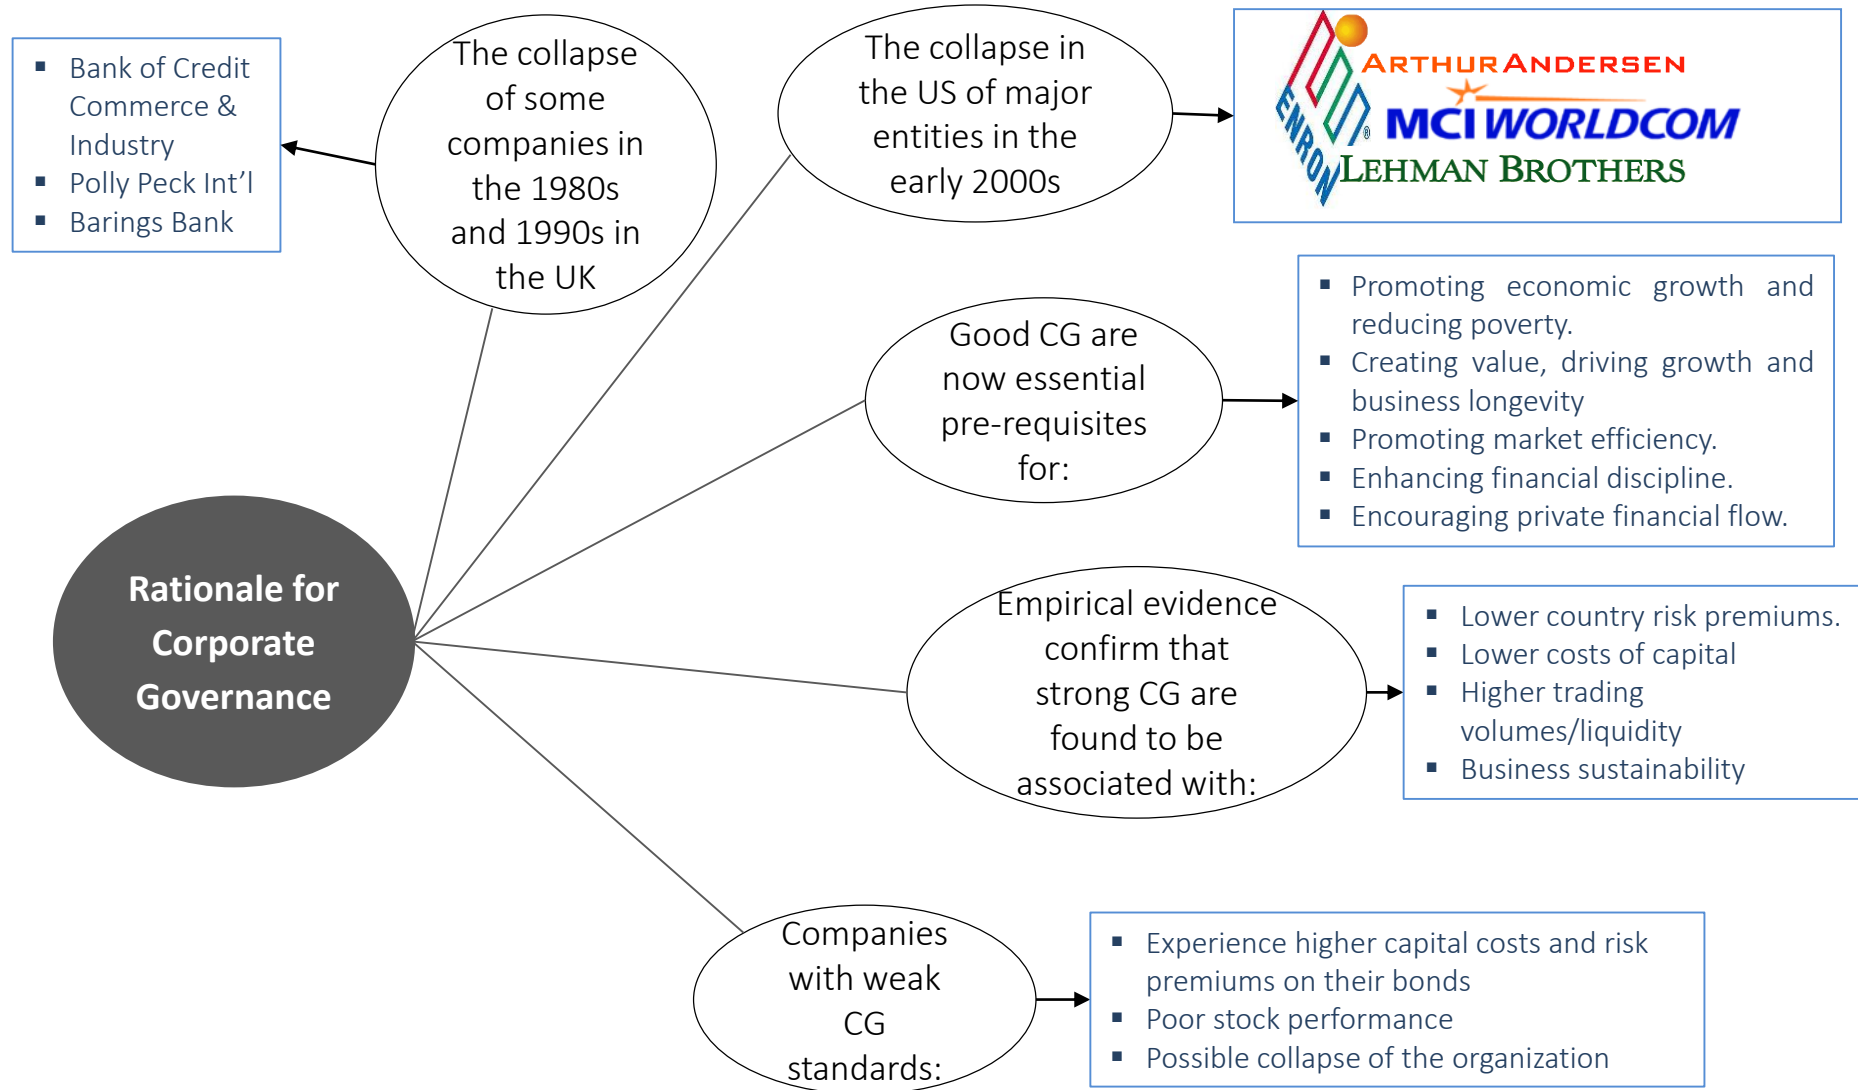 ▪ Bank of Credit
Commerce &
Industry
▪ Polly Peck Int’l
▪ Barings Bank
The collapse
of some
companies in
the 1980s
and 1990s in
the UK
The collapse in
the US of major
entities in the
early 2000s
ENRON
®
ARTHUR ANDERSEN
MCI WORLDCOM
LEHMAN BROTHERS
Good CG are
now essential
pre-requisites
for:
▪ Promoting economic growth and
reducing poverty.
▪ Creating value, driving growth and
business longevity
▪ Promoting market efficiency.
▪ Enhancing financial discipline.
▪ Encouraging private financial flow.
Rationale for
Corporate
Governance
Empirical evidence
confirm that
strong CG are
found to be
associated with:
▪ Lower country risk premiums.
▪ Lower costs of capital
▪ Higher trading
volumes/liquidity
▪ Business sustainability
Companies
with weak
CG
standards:
▪ Experience higher capital costs and risk
premiums on their bonds
▪ Poor stock performance
▪ Possible collapse of the organization